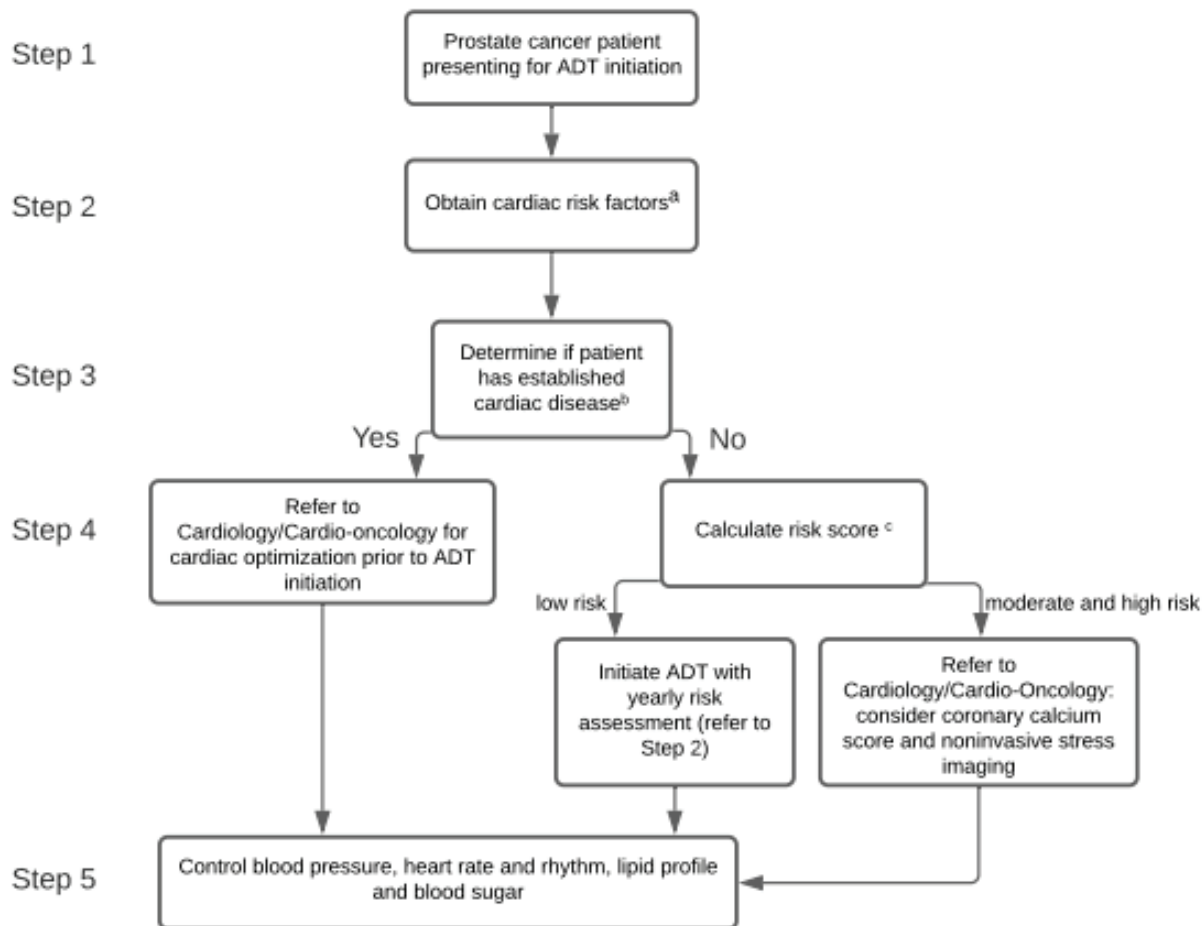 Step 1
Prostate cancer patient
presenting for ADT initiation
Step 2
Obtain cardiac risk factorsa
Step 3
Determine if patient
has established
cardiac diseaseb
Yes
No
Step 4
Refer to
Cardiology/Cardio-oncology for
cardiac optimization prior to ADT
initiation
Calculate risk score c
low risk
moderate and high risk
Initiate ADT with
yearly risk
assessment (refer to
Step 2)
Refer to
Cardiology/Cardio-Oncology:
consider coronary calcium
score and noninvasive stress
imaging
Step 5
Control blood pressure, heart rate and rhythm, lipid profile
and blood sugar